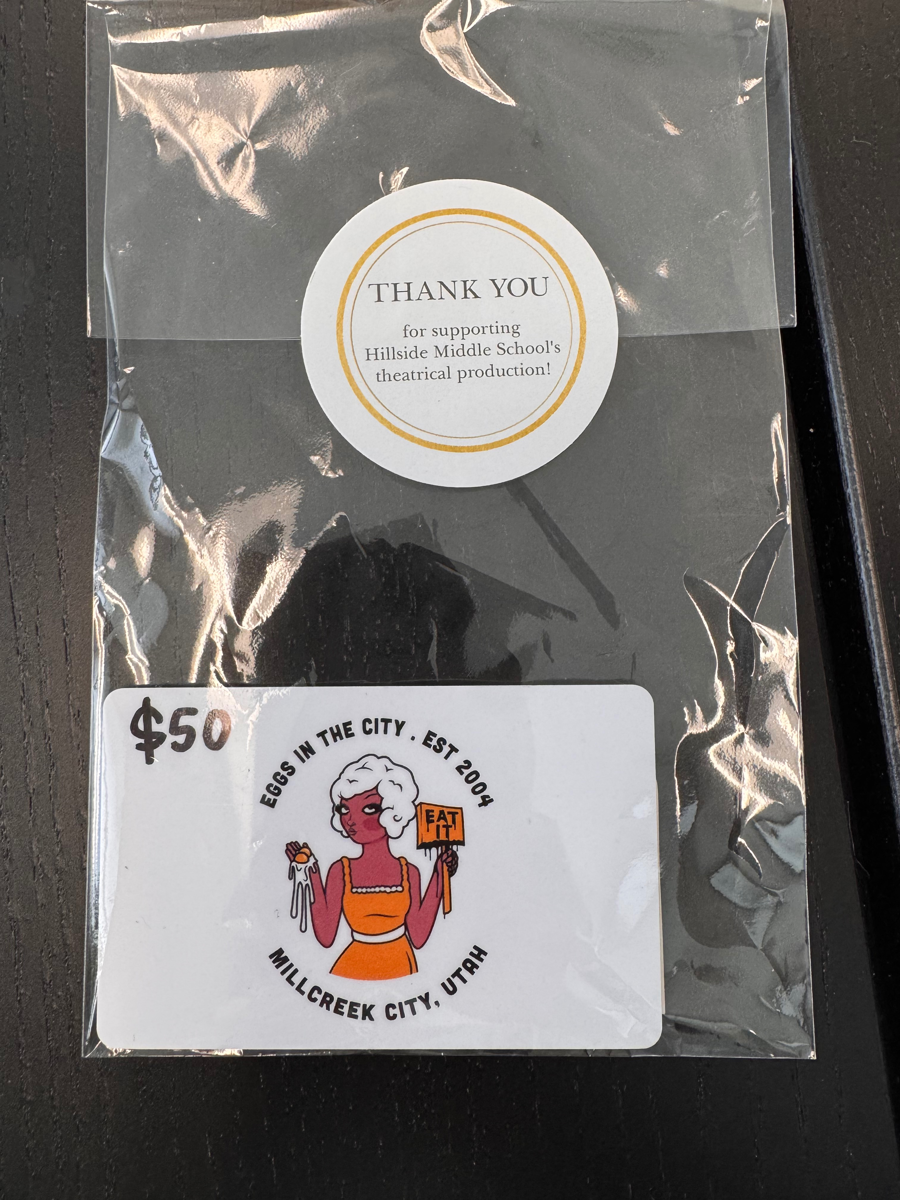 THANK YOU
for supporting
Hillside Middle School's
theatrical production!
$50
EGGS IN THE CITY . EST 2004
EAT
IT
MILLCREEK CITY, UTAH